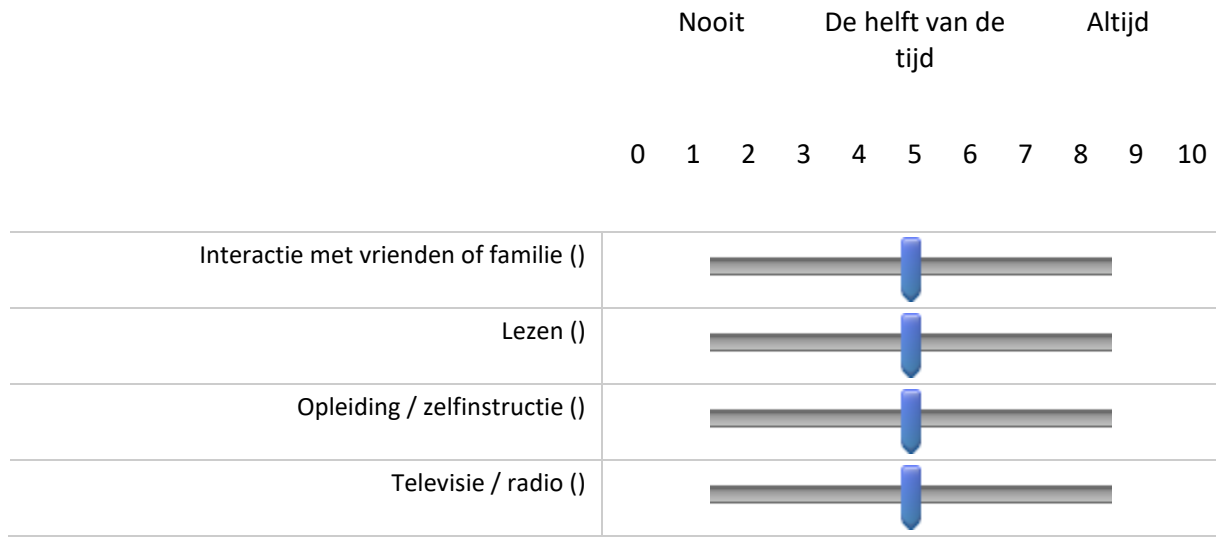 Nooit De helft van de Altijd
tijd
0 1 2 3 4 5 6 7 8 9 10
Interactie met vrienden of familie ()
Lezen ()
Opleiding / zelfinstructie ()
Televisie / radio ()